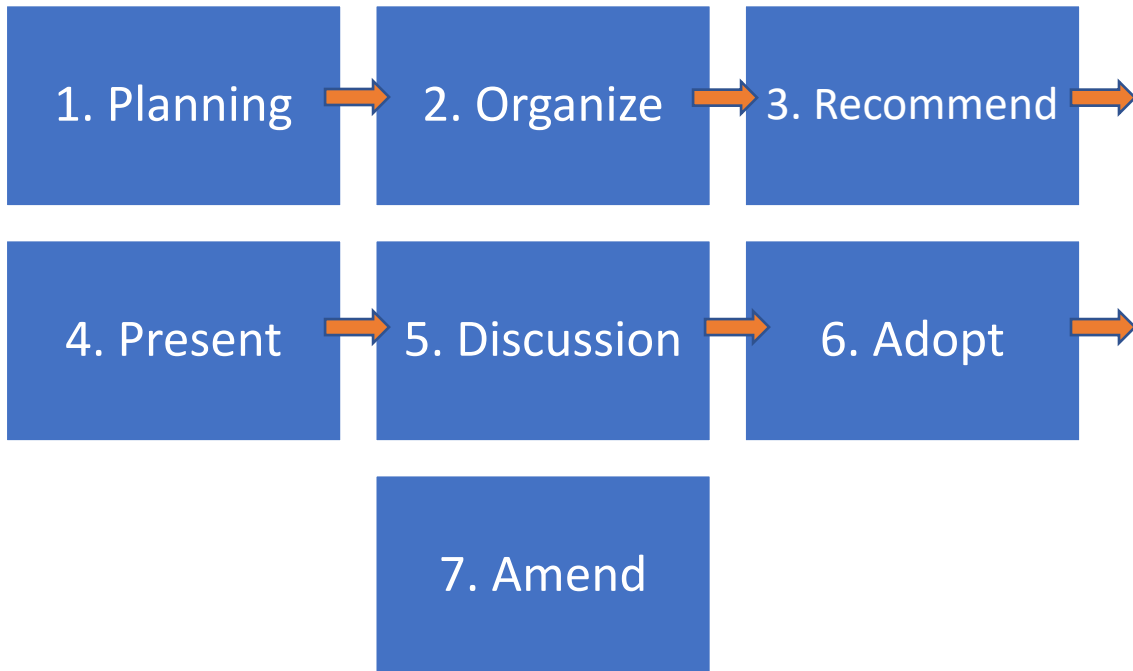 1. Planning
2. Organize
3. Recommend
4. Present
5. Discussion
6. Adopt
7. Amend